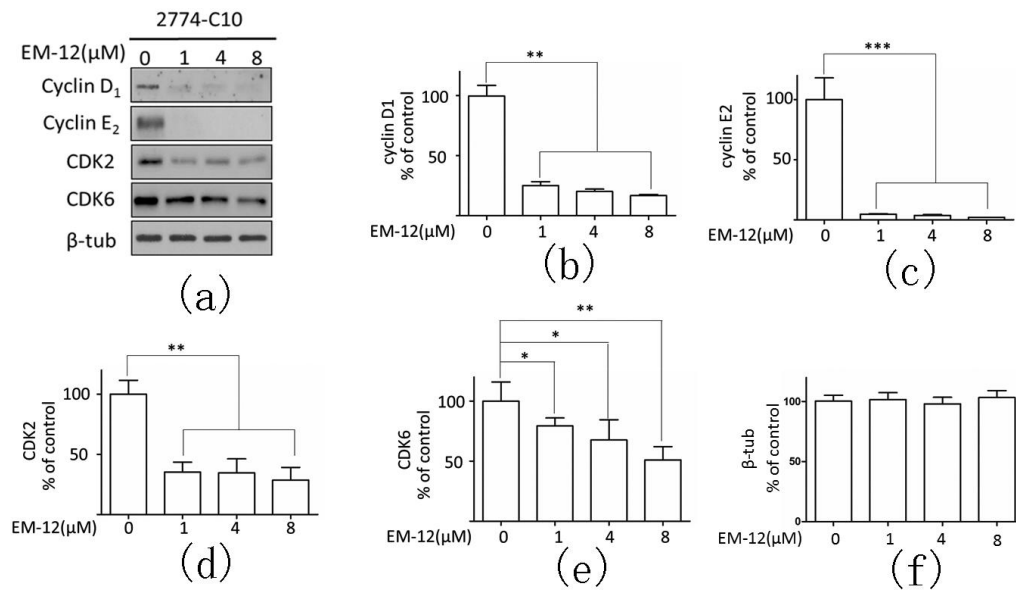 2774-C10
EM-12(μM) 0 1 4 8
Cyclin D1
Cyclin E2
CDK2
CDK6
β-tub
(a)
**
cyclin D1
% of control
100
50
EM-12(μM) 0 1 4 8
(b)
***
cyclin E2
% of control
100
50
EM-12(μM) 0 1 4 8
(c)
**
CDK2
% of control
100
50
EM-12(μM) 0 1 4 8
(d)
**
*
*
CDK6
% of control
100
50
EM-12(μM) 0 1 4 8
(e)
β-tub
% of control
100
50
0
EM-12(μM) 0 1 4 8
(f)